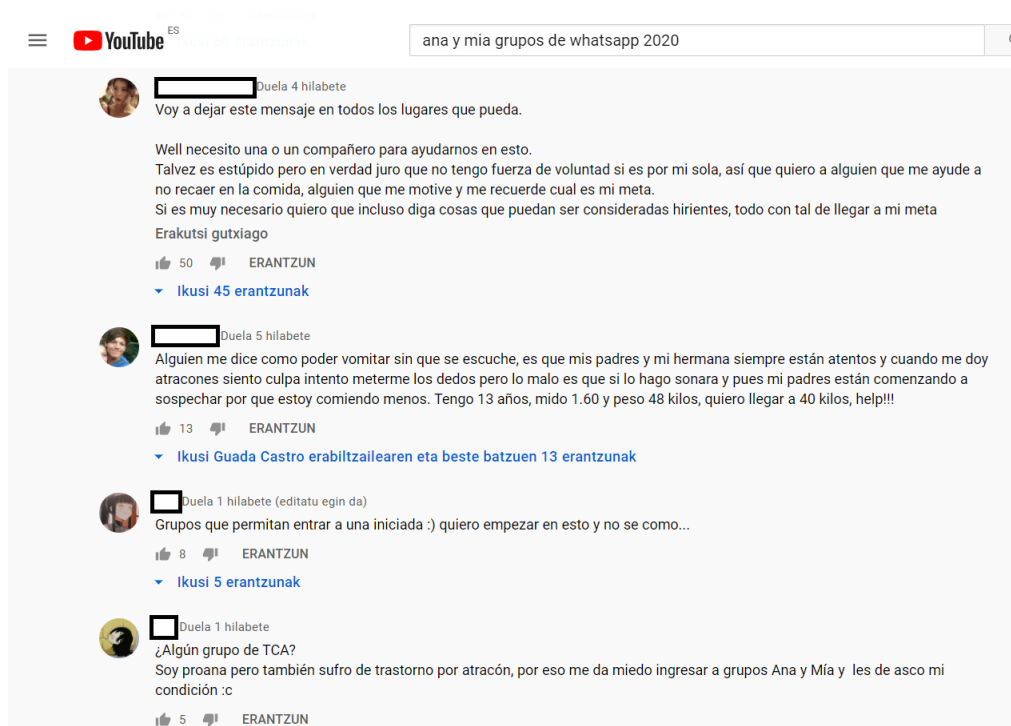 YouTube ES
ana y mia grupos de whatsapp 2020
Duela 4 hilabete
Voy a dejar este mensaje en todos los lugares que pueda.
Well necesito una o un compañero para ayudarnos en esto.
Talvez es estúpido pero en verdad juro que no tengo fuerza de voluntad si es por mi sola, así que quiero a alguien que me ayude a
no recaer en la comida, alguien que me motive y me recuerde cual es mi meta.
Si es muy necesario quiero que incluso diga cosas que puedan ser consideradas hirientes, todo con tal de llegar a mi meta
Erakutsi gutxiago
50 ERANTZUN
Ikusi 45 erantzunak
Duela 5 hilabete
Alguien me dice como poder vomitar sin que se escuche, es que mis padres y mi hermana siempre están atentos y cuando me doy
atracones siento culpa intento meterme los dedos pero lo malo es que si lo hago sonara y pues mi padres están comenzando a
sospechar por que estoy comiendo menos. Tengo 13 años, mido 1.60 y peso 48 kilos, quiero llegar a 40 kilos, help!!!
13 ERANTZUN
Ikusi Guada Castro erabiltzailearen eta beste batzuen 13 erantzunak
Duela 1 hilabete (editatu egin da)
Grupos que permitan entrar a una iniciada :) quiero empezar en esto y no se como...
8 ERANTZUN
Ikusi 5 erantzunak
Duela 1 hilabete
¿Algún grupo de TCA?
Soy proana pero también sufro de trastorno por atracón, por eso me da miedo ingresar a grupos Ana y Mía y les de asco mi
condición :c
5 ERANTZUN